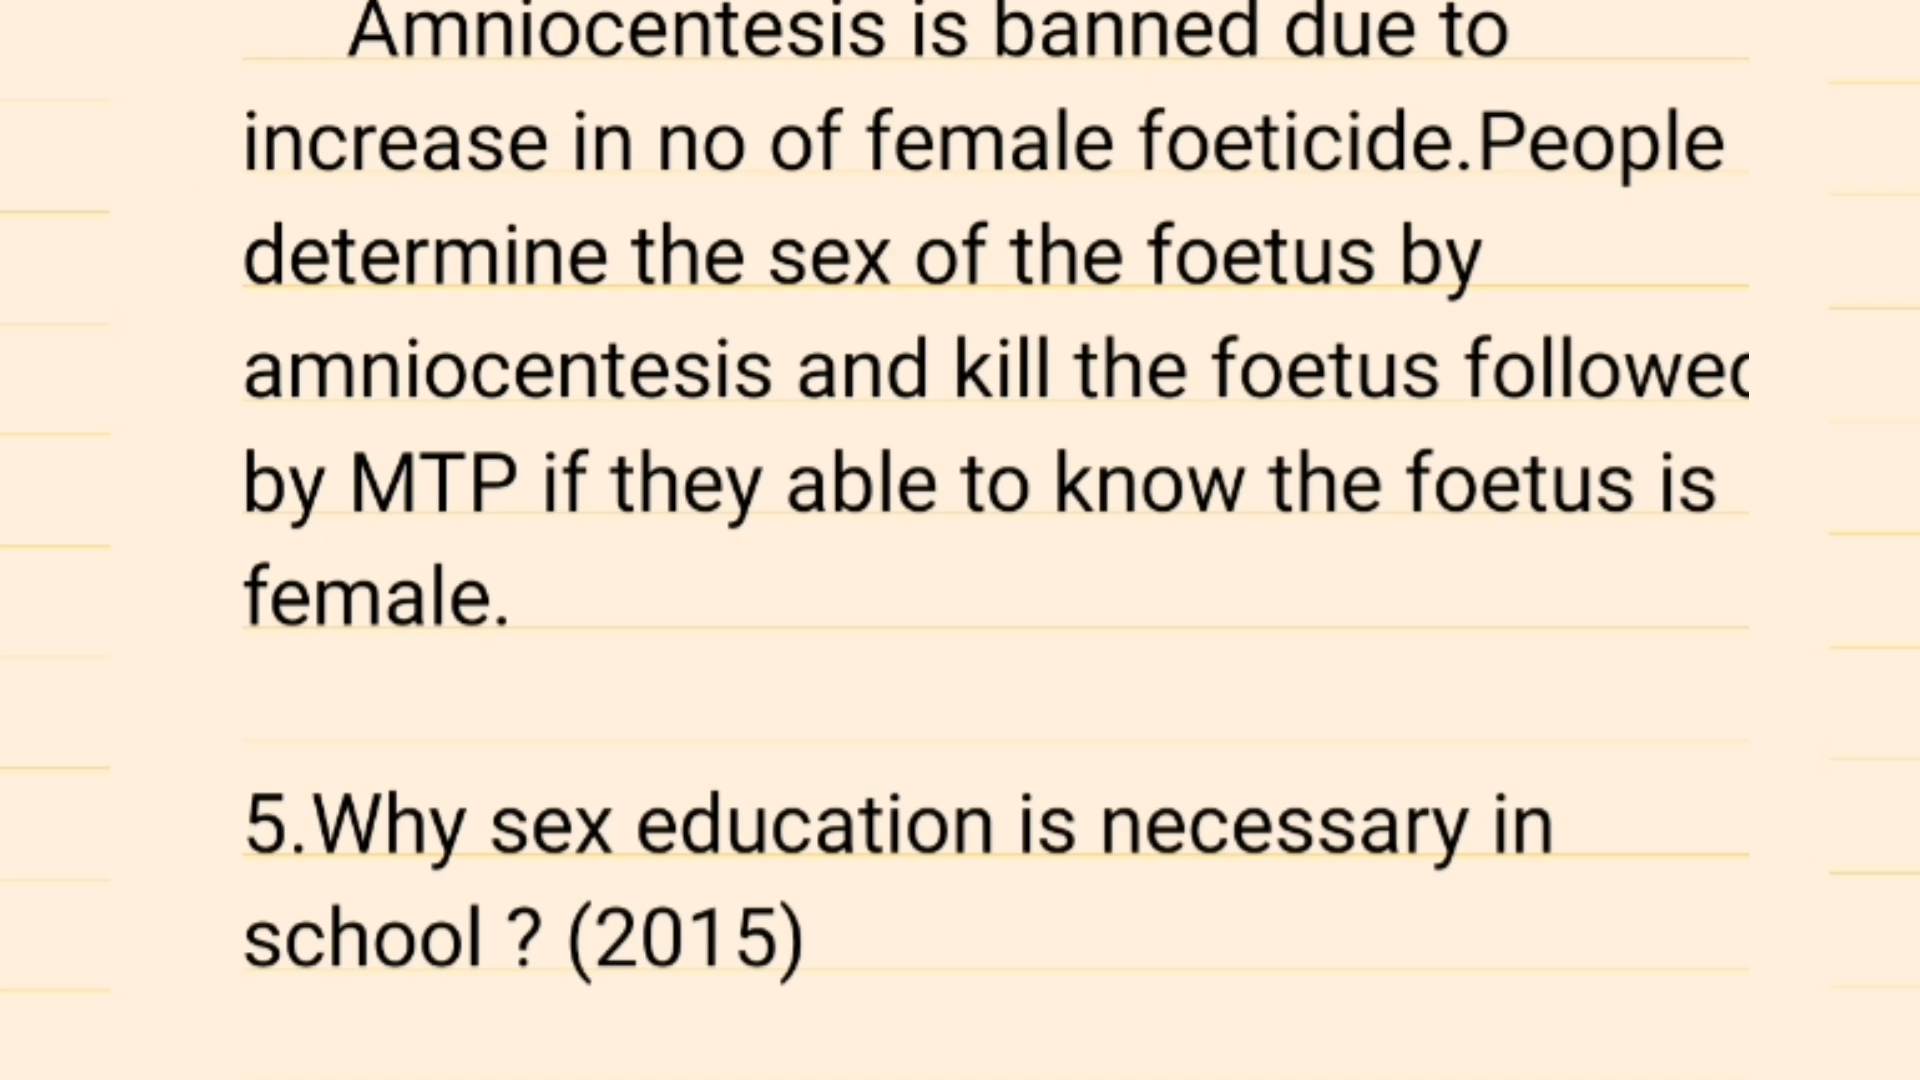 Amniocentesis is banned due to
increase in no of female foeticide.People
determine the sex of the foetus by
amniocentesis and kill the foetus followed
by MTP if they able to know the foetus is
female.
5.Why sex education is necessary in
school ? (2015)